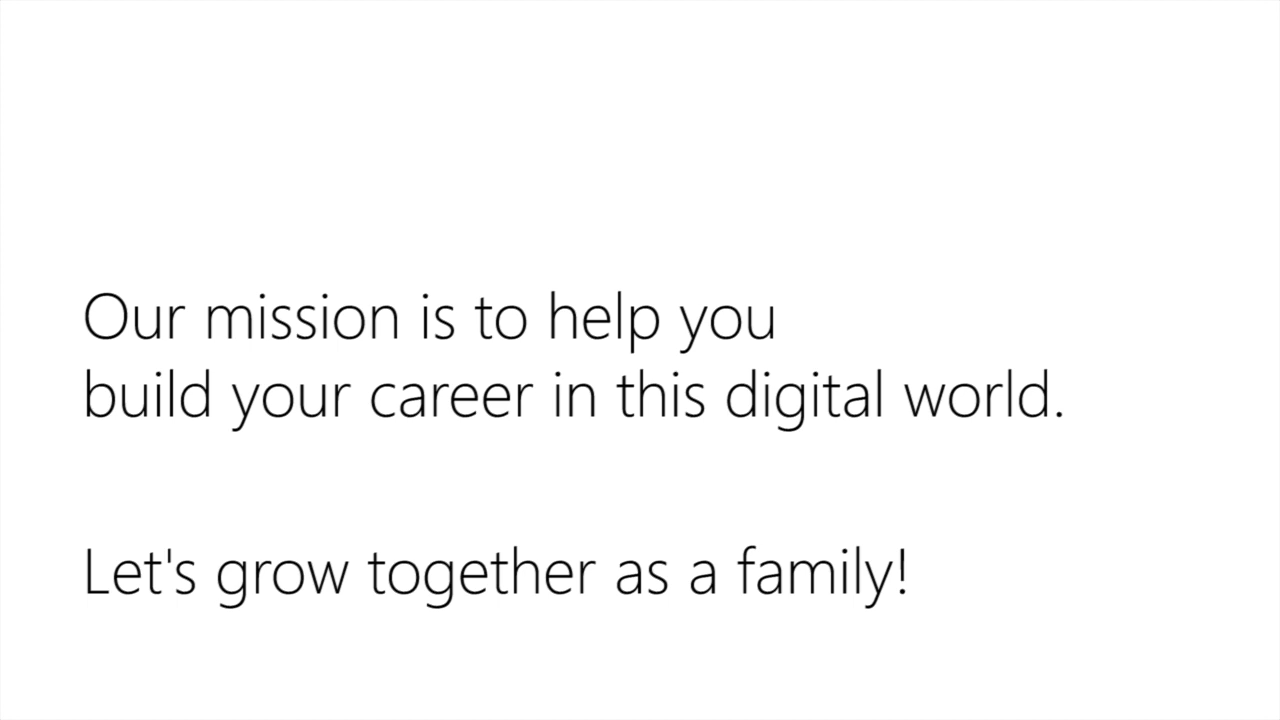 Our mission is to help you
build your career in this digital world.
Let's grow together as a family!